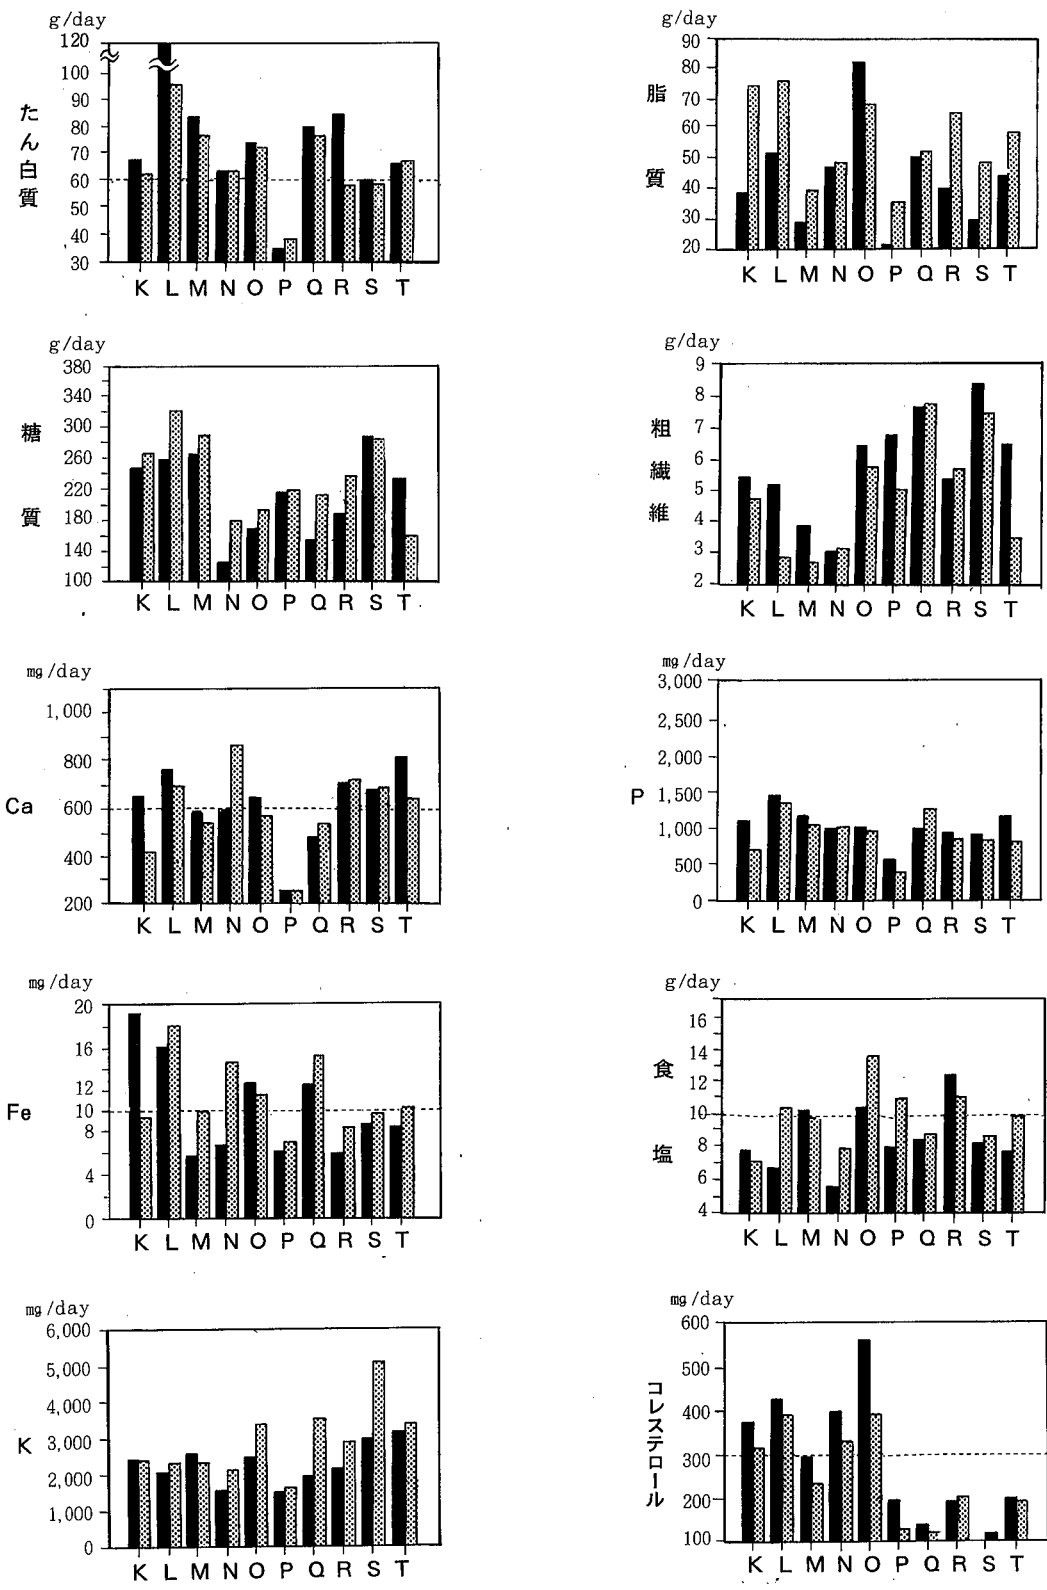 g/day
120
100
90
80
70
60
50
40
30
たん白質
K L M N O P Q R S T
g/day
90
80
70
60
50
40
30
20
脂質
K L M N O P Q R S T
g/day
380
340
300
260
220
180
140
100
糖質
K L M N O P Q R S T
g/day
9
8
7
6
5
4
3
2
粗繊維
K L M N O P Q R S T
mg/day
1,000
800
600
400
200
Ca
K L M N O P Q R S T
mg/day
3,000
2,500
2,000
1,500
1,000
500
0
P
K L M N O P Q R S T
mg/day
20
16
12
10
8
4
0
Fe
K L M N O P Q R S T
g/day
16
14
12
10
8
6
4
食塩
K L M N O P Q R S T
mg/day
6,000
5,000
4,000
3,000
2,000
1,000
0
K
K L M N O P Q R S T
mg/day
600
500
400
300
200
100
コレステロール
K L M N O P Q R S T